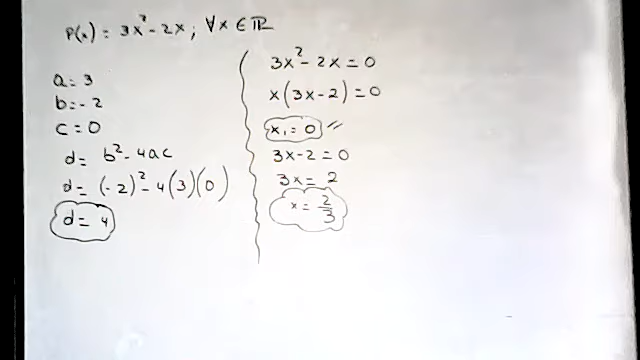 P(x) = 3x² - 2x ; ∀x ∈ ℝ
a = 3
b = -2
c = 0
d = b² - 4ac
d = (-2)² - 4(3)(0)
d = 4
3x² - 2x = 0
x(3x - 2) = 0
x₁ = 0 //
3x - 2 = 0
3x = 2
x = 2/3